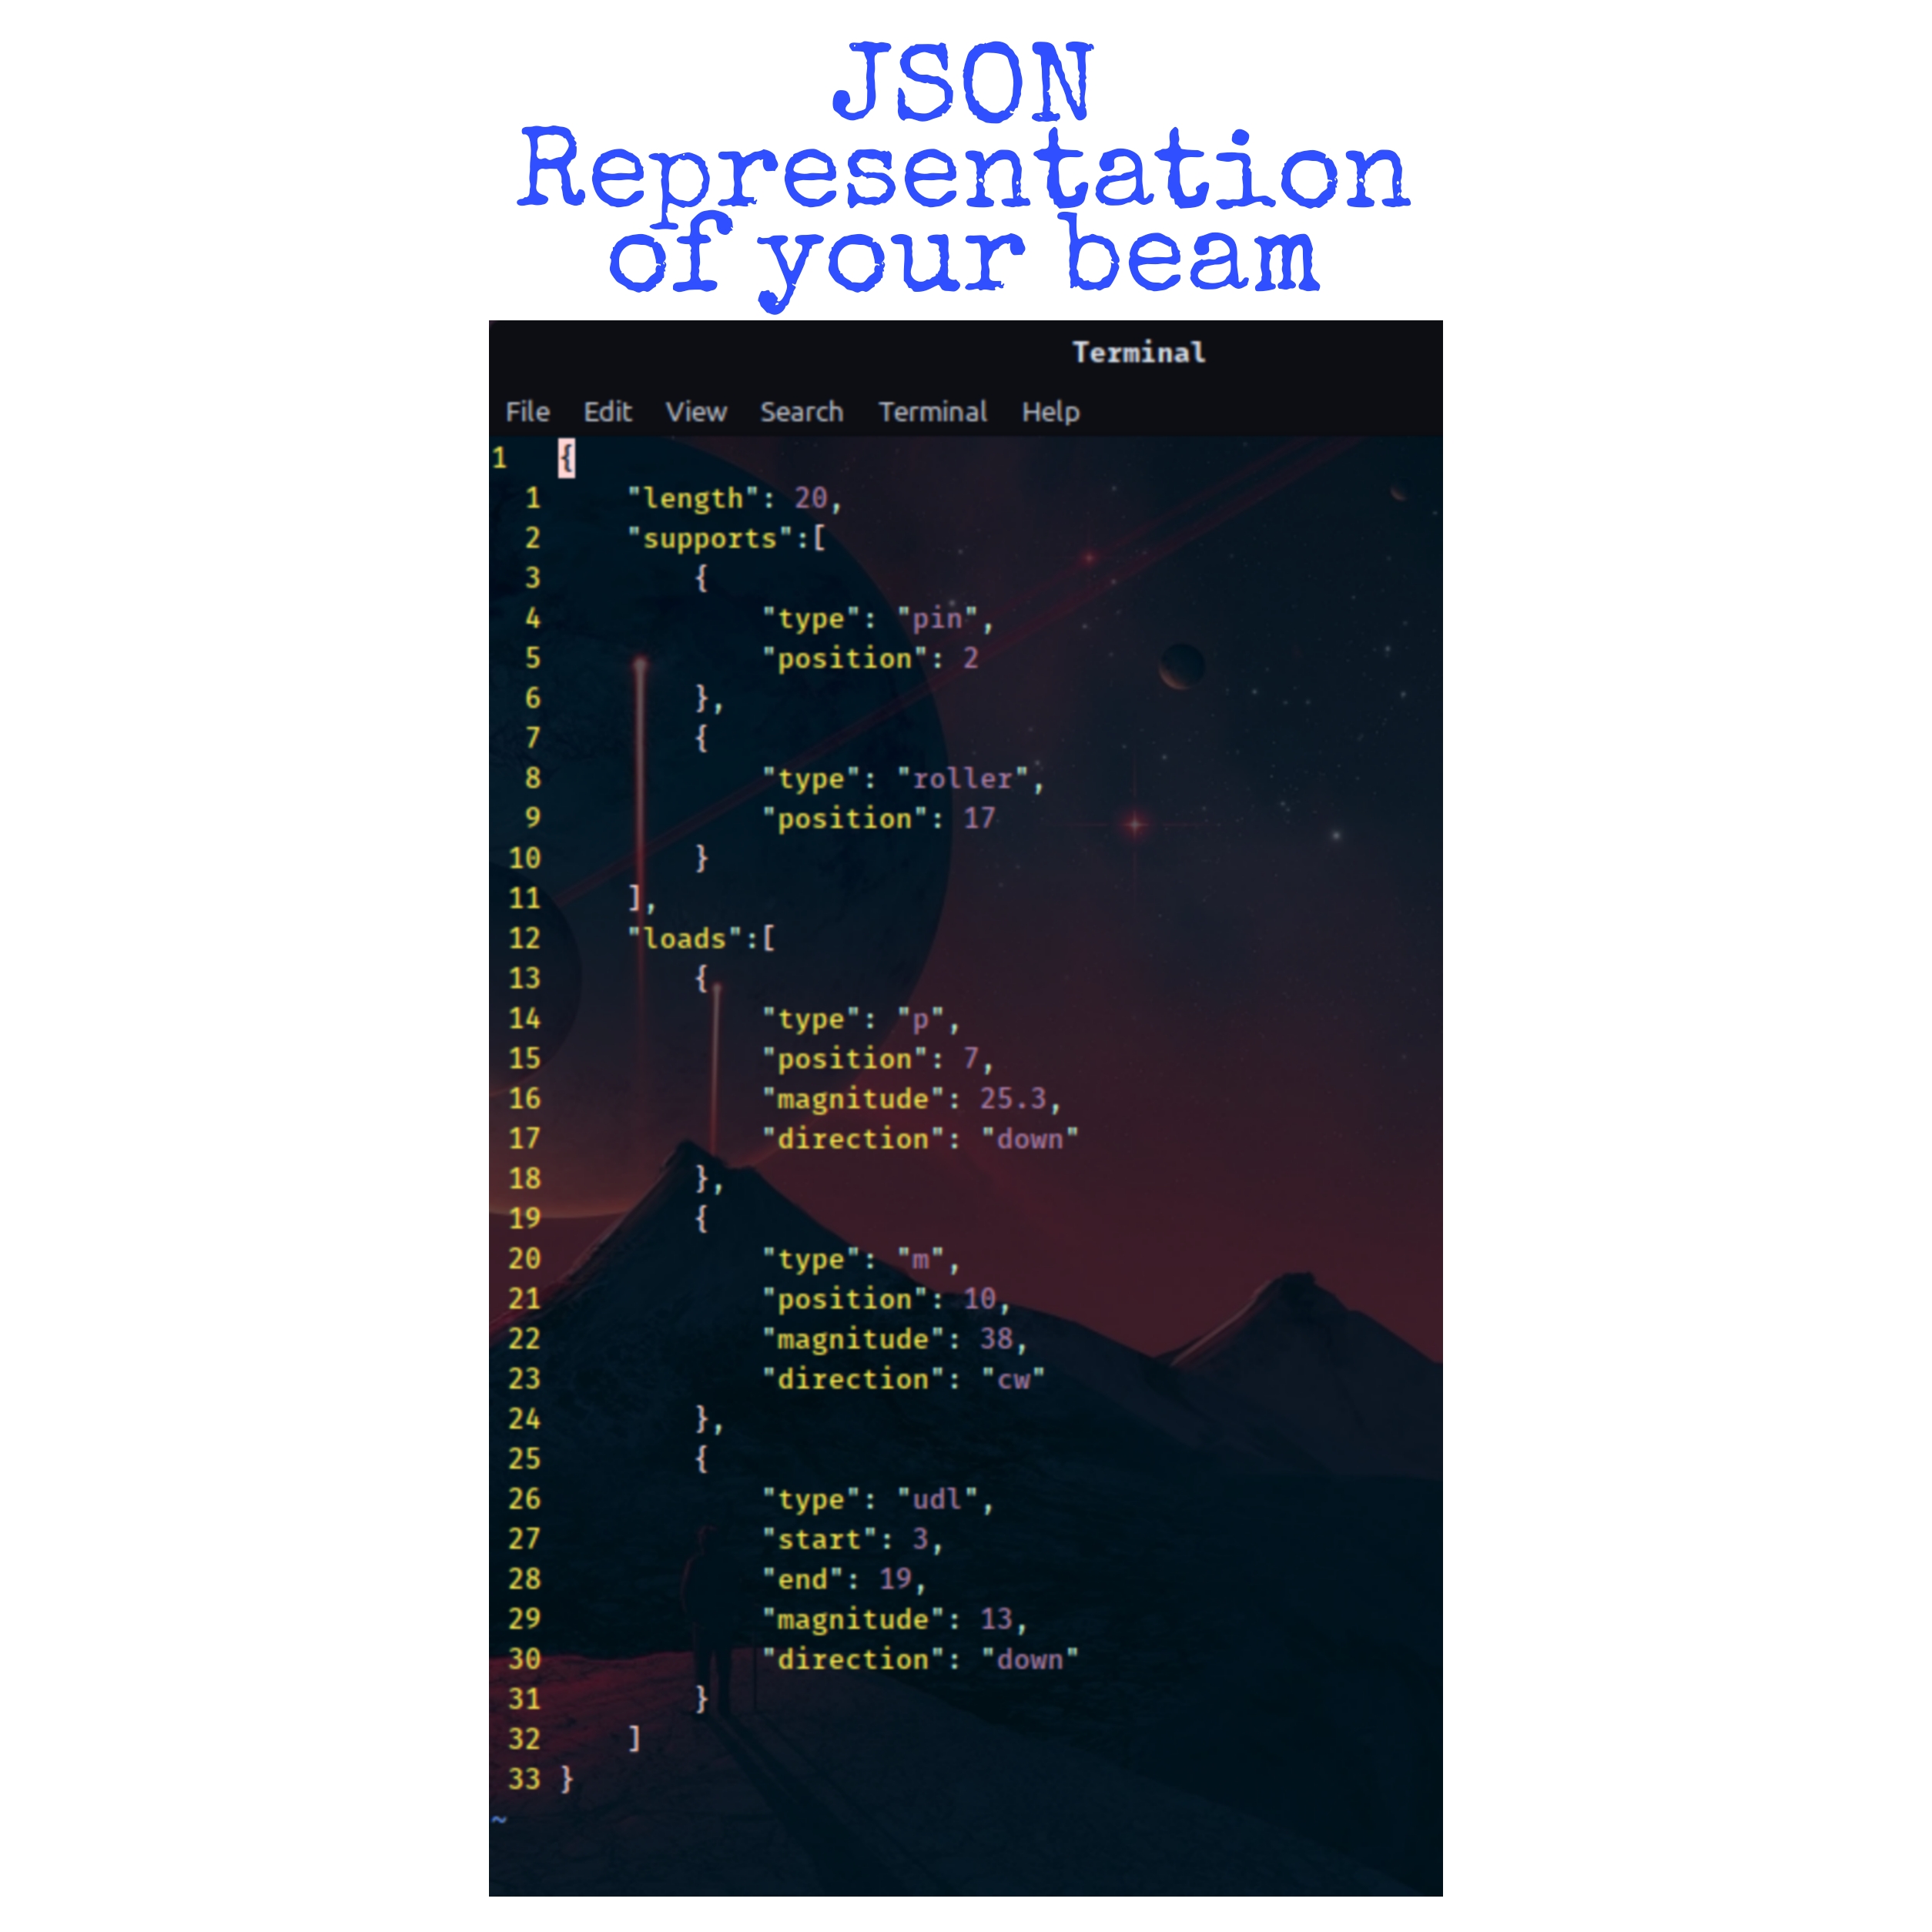 JSON
Representation
of your beam
Terminal
File Edit View Search Terminal Help
1 {
1 "length": 20,
2 "supports":[
3 {
4 "type": "pin",
5 "position": 2
6 },
7 {
8 "type": "roller",
9 "position": 17
10 }
11 ],
12 "loads":[
13 {
14 "type": "p",
15 "position": 7,
16 "magnitude": 25.3,
17 "direction": "down"
18 },
19 {
20 "type": "m",
21 "position": 10,
22 "magnitude": 38,
23 "direction": "cw"
24 },
25 {
26 "type": "udl",
27 "start": 3,
28 "end": 19,
29 "magnitude": 13,
30 "direction": "down"
31 }
32 ]
33 }
~